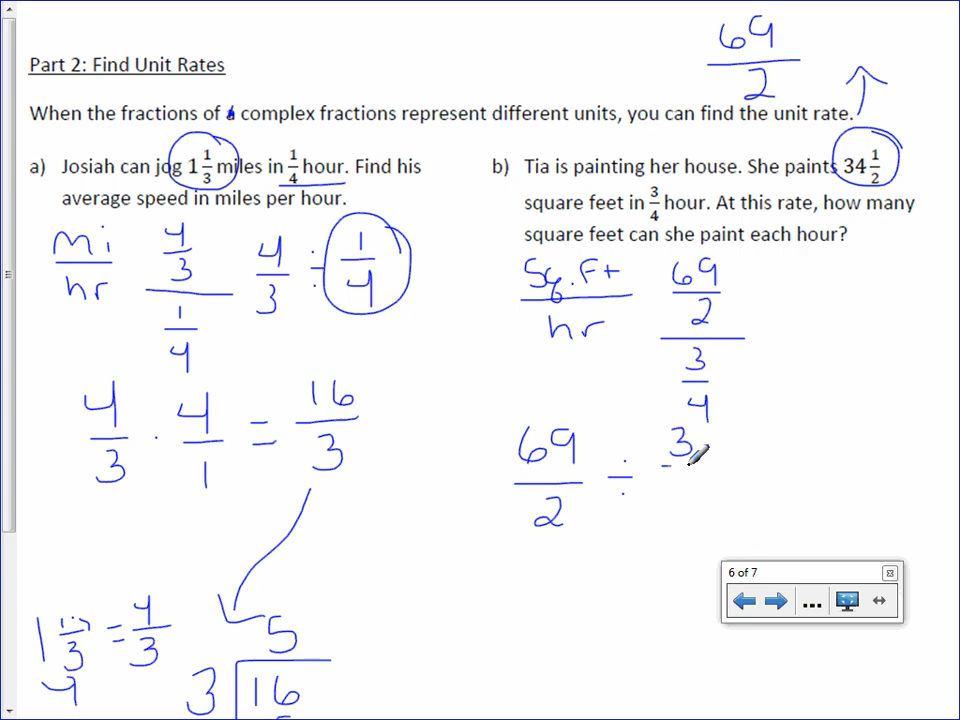 69
2
Part 2: Find Unit Rates
When the fractions of complex fractions represent different units, you can find the unit rate.
a) Josiah can jog 1 1/3 miles in 1/4 hour. Find his
average speed in miles per hour.
b) Tia is painting her house. She paints 34 1/2
square feet in 3/4 hour. At this rate, how many
square feet can she paint each hour?
mi/hr 4/3 / 1/4 4/3 ÷ 1/4
4/3 · 4/1 = 16/3
1 1/3 = 4/3
4
5
3 16
Sq. Ft/hr 69/2 / 3/4
69/2 ÷ 3
6 of 7
...